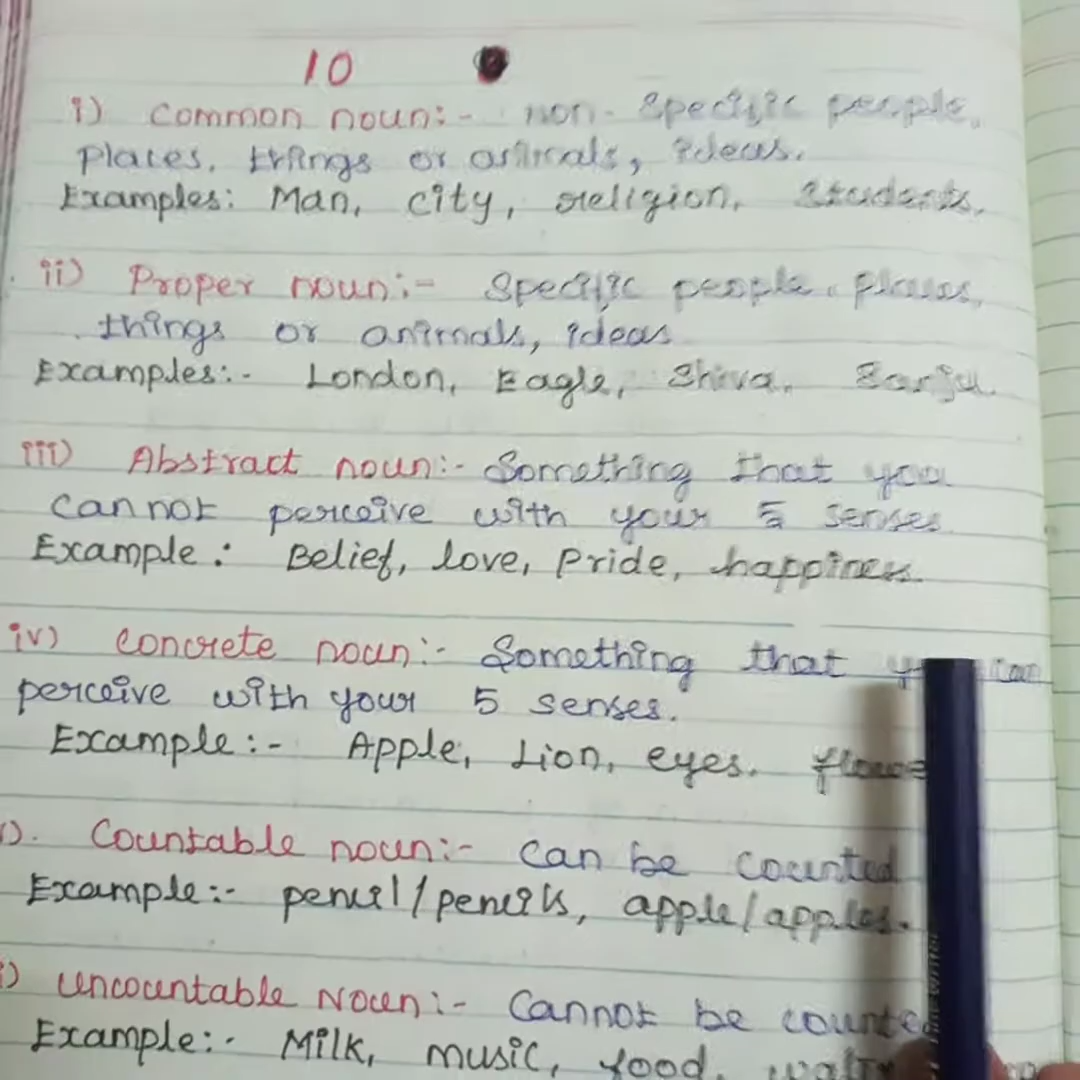 10
i) Common noun:- non-specific people,
places, things or animals, ideas.
Examples: Man, city, religion, students.
ii) Proper noun:- Specific people, places,
things or animals, ideas
Examples:- London, Eagle, Shiva, Sanju.
iii) Abstract noun:- Something that you
cannot perceive with your 5 senses
Example: Belief, love, Pride, happiness.
iv) Concrete noun:- Something that can
perceive with your 5 senses.
Example:- Apple, Lion, eyes.
Countable noun:- can be counted
Example:- pencil/pencils, apple/apples.
Uncountable Noun:- Cannot be
Example:- Milk, music, food,